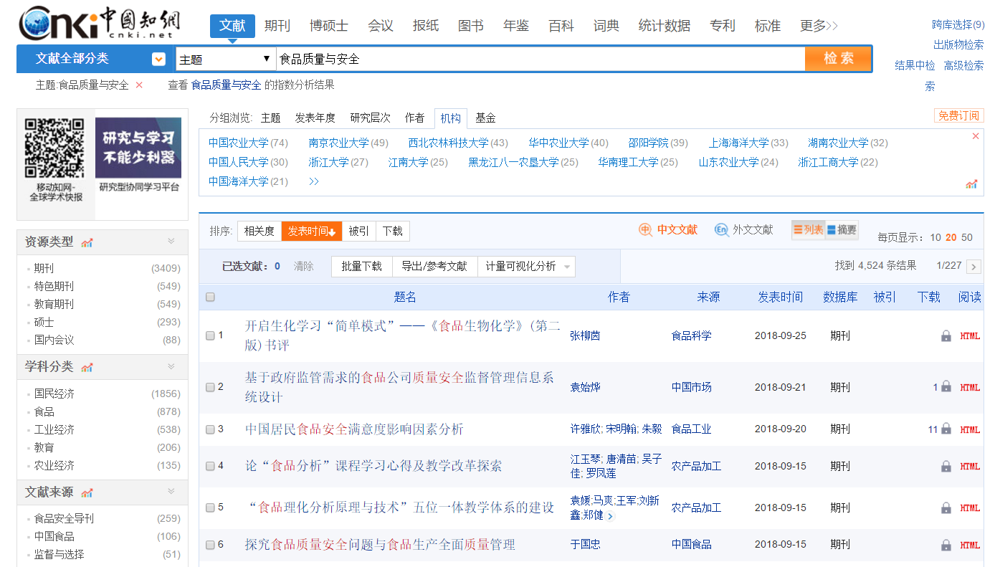 中国知网
cnki.net
文献 期刊 博硕士 会议 报纸 图书 年鉴 百科 词典 统计数据 专利 标准 更多>>
跨库选择(9)
出版物检索
结果中检索 高级检索
文献全部分类 主题 食品质量与安全 检索
主题:食品质量与安全 × 查看 食品质量与安全 的指数分析结果
研究与学习
不能少利器
移动知网-
全球学术快报
研究型协同学习平台
分组浏览: 主题 发表年度 研究层次 作者 机构 基金 免费订阅
中国农业大学(74) 南京农业大学(49) 西北农林科技大学(43) 华中农业大学(40) 邵阳学院(39) 上海海洋大学(33) 湖南农业大学(32)
中国人民大学(30) 浙江大学(27) 江南大学(25) 黑龙江八一农垦大学(25) 华南理工大学(25) 山东农业大学(24) 浙江工商大学(22)
中国海洋大学(21) >>
资源类型
期刊 (3409)
特色期刊 (549)
教育期刊 (549)
硕士 (293)
国内会议 (88)
学科分类
国民经济 (1856)
食品 (878)
工业经济 (538)
教育 (206)
农业经济 (135)
文献来源
食品安全导刊 (259)
中国食品 (106)
监督与选择 (51)
排序: 相关度 发表时间 被引 下载 中 中文文献 En 外文文献 列表 摘要 每页显示: 10 20 50
已选文献: 0 清除 批量下载 导出/参考文献 计量可视化分析 找到 4,524 条结果 1/227 >
题名 作者 来源 发表时间 数据库 被引 下载 阅读
1 开启生化学习“简单模式”——《食品生物化学》(第二版)书评 张柳茵 食品科学 2018-09-25 期刊 HTML
2 基于政府监管需求的食品公司质量安全监督管理信息系统设计 袁始烨 中国市场 2018-09-21 期刊 1 HTML
3 中国居民食品安全满意度影响因素分析 许雅欣; 宋明翰; 朱毅 食品工业 2018-09-20 期刊 11 HTML
4 论“食品分析”课程学习心得及教学改革探索 江玉琴; 唐清苗; 吴子佳; 罗凤莲 农产品加工 2018-09-15 期刊 HTML
5 “食品理化分析原理与技术”五位一体教学体系的建设 袁媛;马爽;王军;刘新鑫;郑健 > 农产品加工 2018-09-15 期刊 HTML
6 探究食品质量安全问题与食品生产全面质量管理 于国忠 中国食品 2018-09-15 期刊 HTML